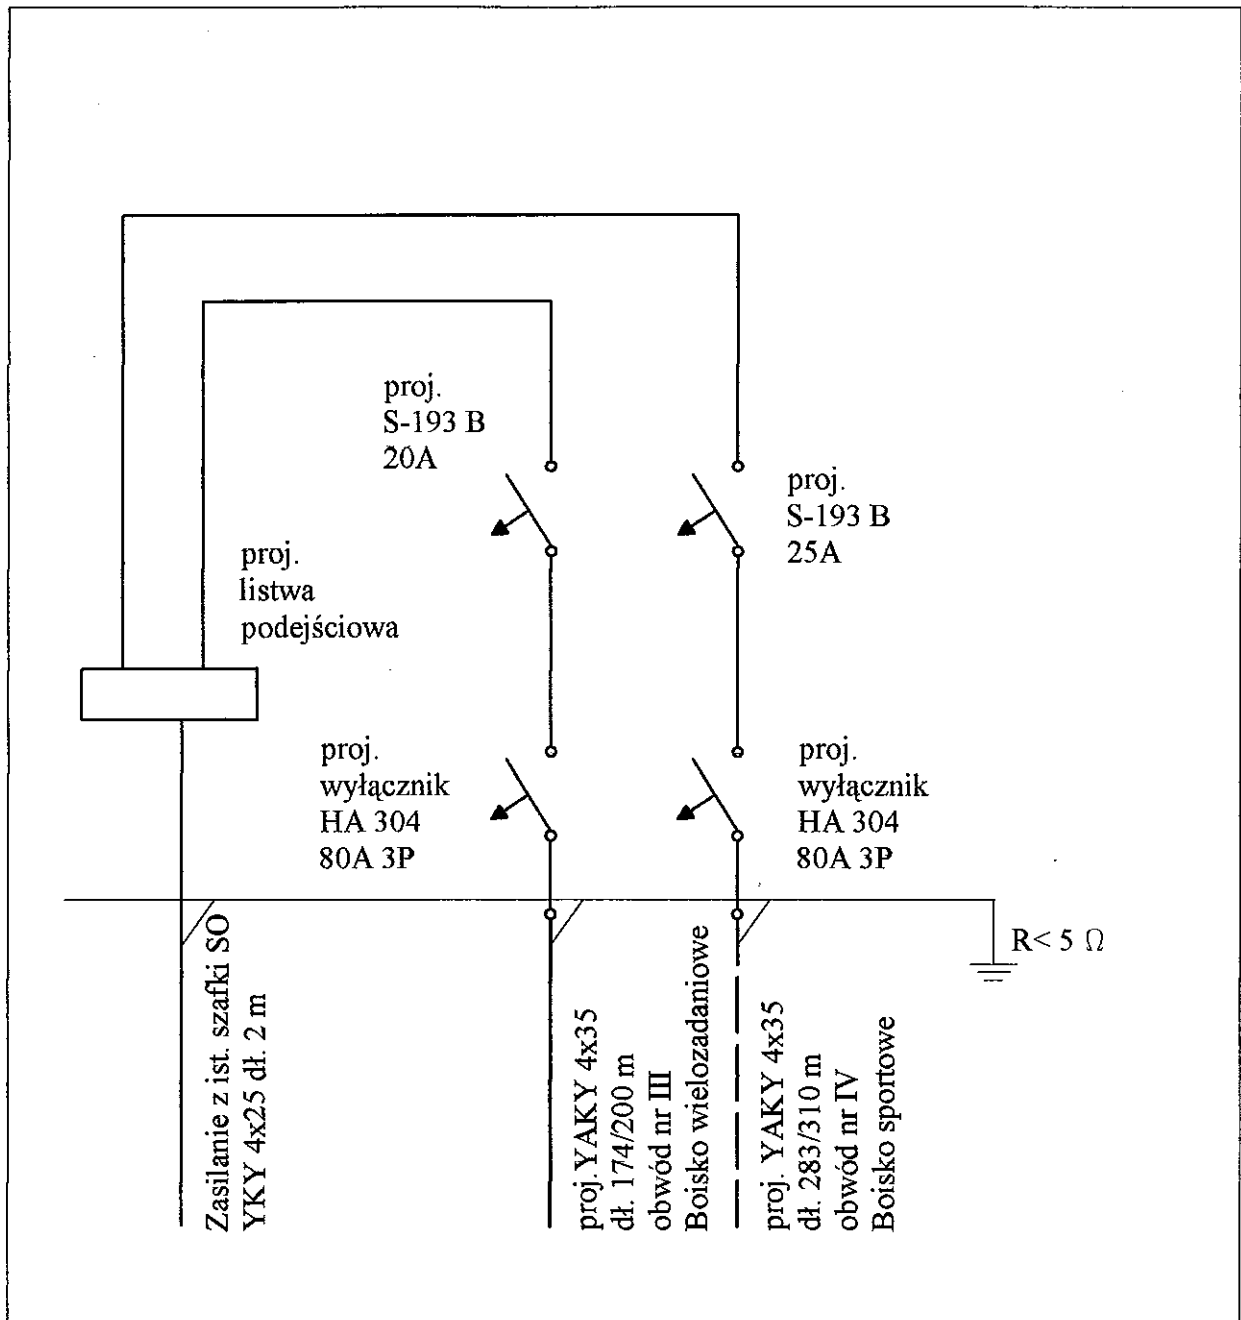 proj.
S-193 B
20A
proj.
S-193 B
25A
proj.
listwa
podejściowa
proj.
wyłącznik
HA 304
80A 3P
proj.
wyłącznik
HA 304
80A 3P
R< 5 Ω
Zasilanie z ist. szafki SO
YKY 4x25 dł. 2 m
proj. YAKY 4x35
dł. 174/200 m
obwód nr III
Boisko wielozadaniowe
proj. YAKY 4x35
dł. 283/310 m
obwód nr IV
Boisko sportowe